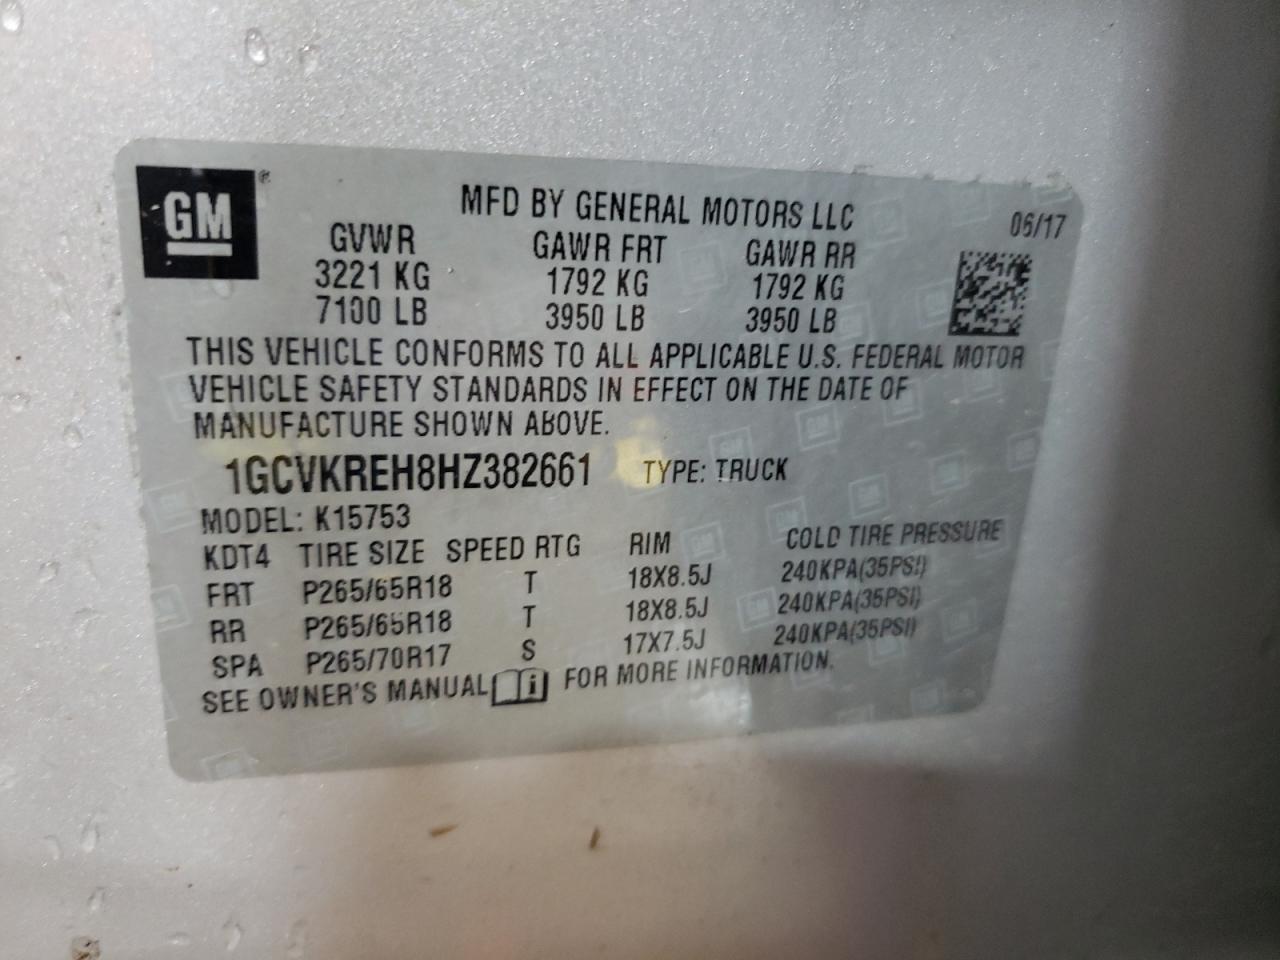 GM®
MFD BY GENERAL MOTORS LLC 06/17
GVWR GAWR FRT GAWR RR
3221 KG 1792 KG 1792 KG
7100 LB 3950 LB 3950 LB
THIS VEHICLE CONFORMS TO ALL APPLICABLE U.S. FEDERAL MOTOR
VEHICLE SAFETY STANDARDS IN EFFECT ON THE DATE OF
MANUFACTURE SHOWN ABOVE.
1GCVKREH8HZ382661 TYPE: TRUCK
MODEL: K15753
KDT4 TIRE SIZE SPEED RTG RIM COLD TIRE PRESSURE
FRT P265/65R18 T 18X8.5J 240KPA(35PSI)
RR P265/65R18 T 18X8.5J 240KPA(35PSI)
SPA P265/70R17 S 17X7.5J 240KPA(35PSI)
SEE OWNER'S MANUAL i FOR MORE INFORMATION.